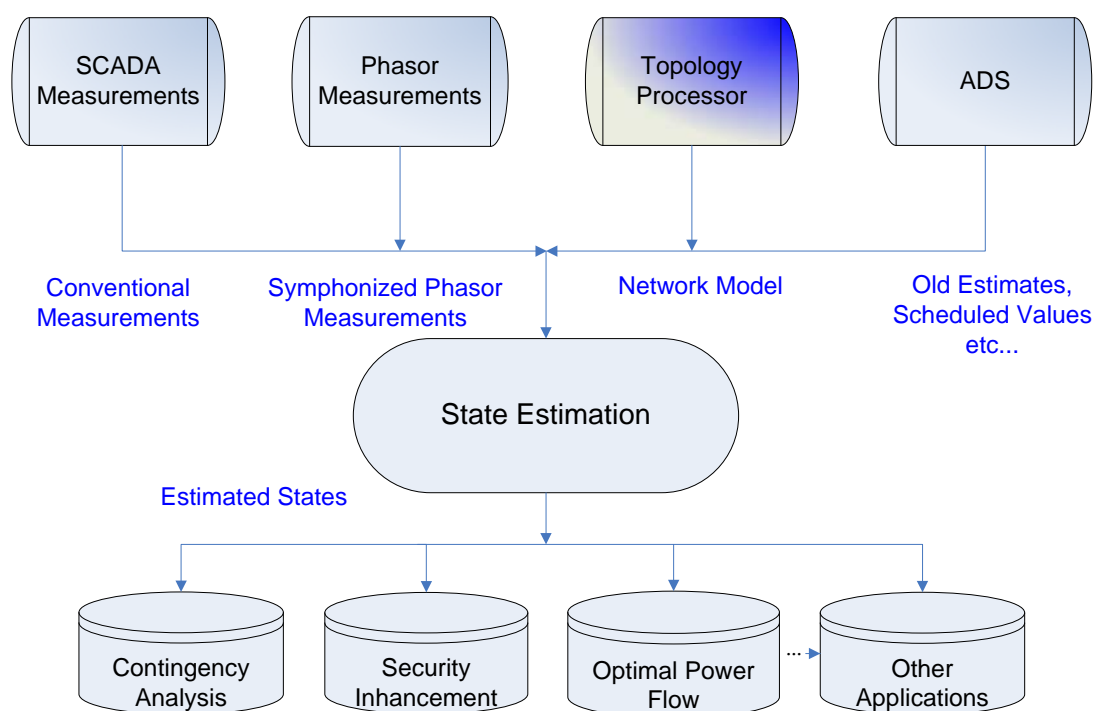 SCADA
Measurements
Phasor
Measurements
Topology
Processor
ADS
Conventional
Measurements
Symphonized Phasor
Measurements
Network Model
Old Estimates,
Scheduled Values
etc...
State Estimation
Estimated States
Contingency
Analysis
Security
Inhancement
Optimal Power
Flow
...
Other
Applications